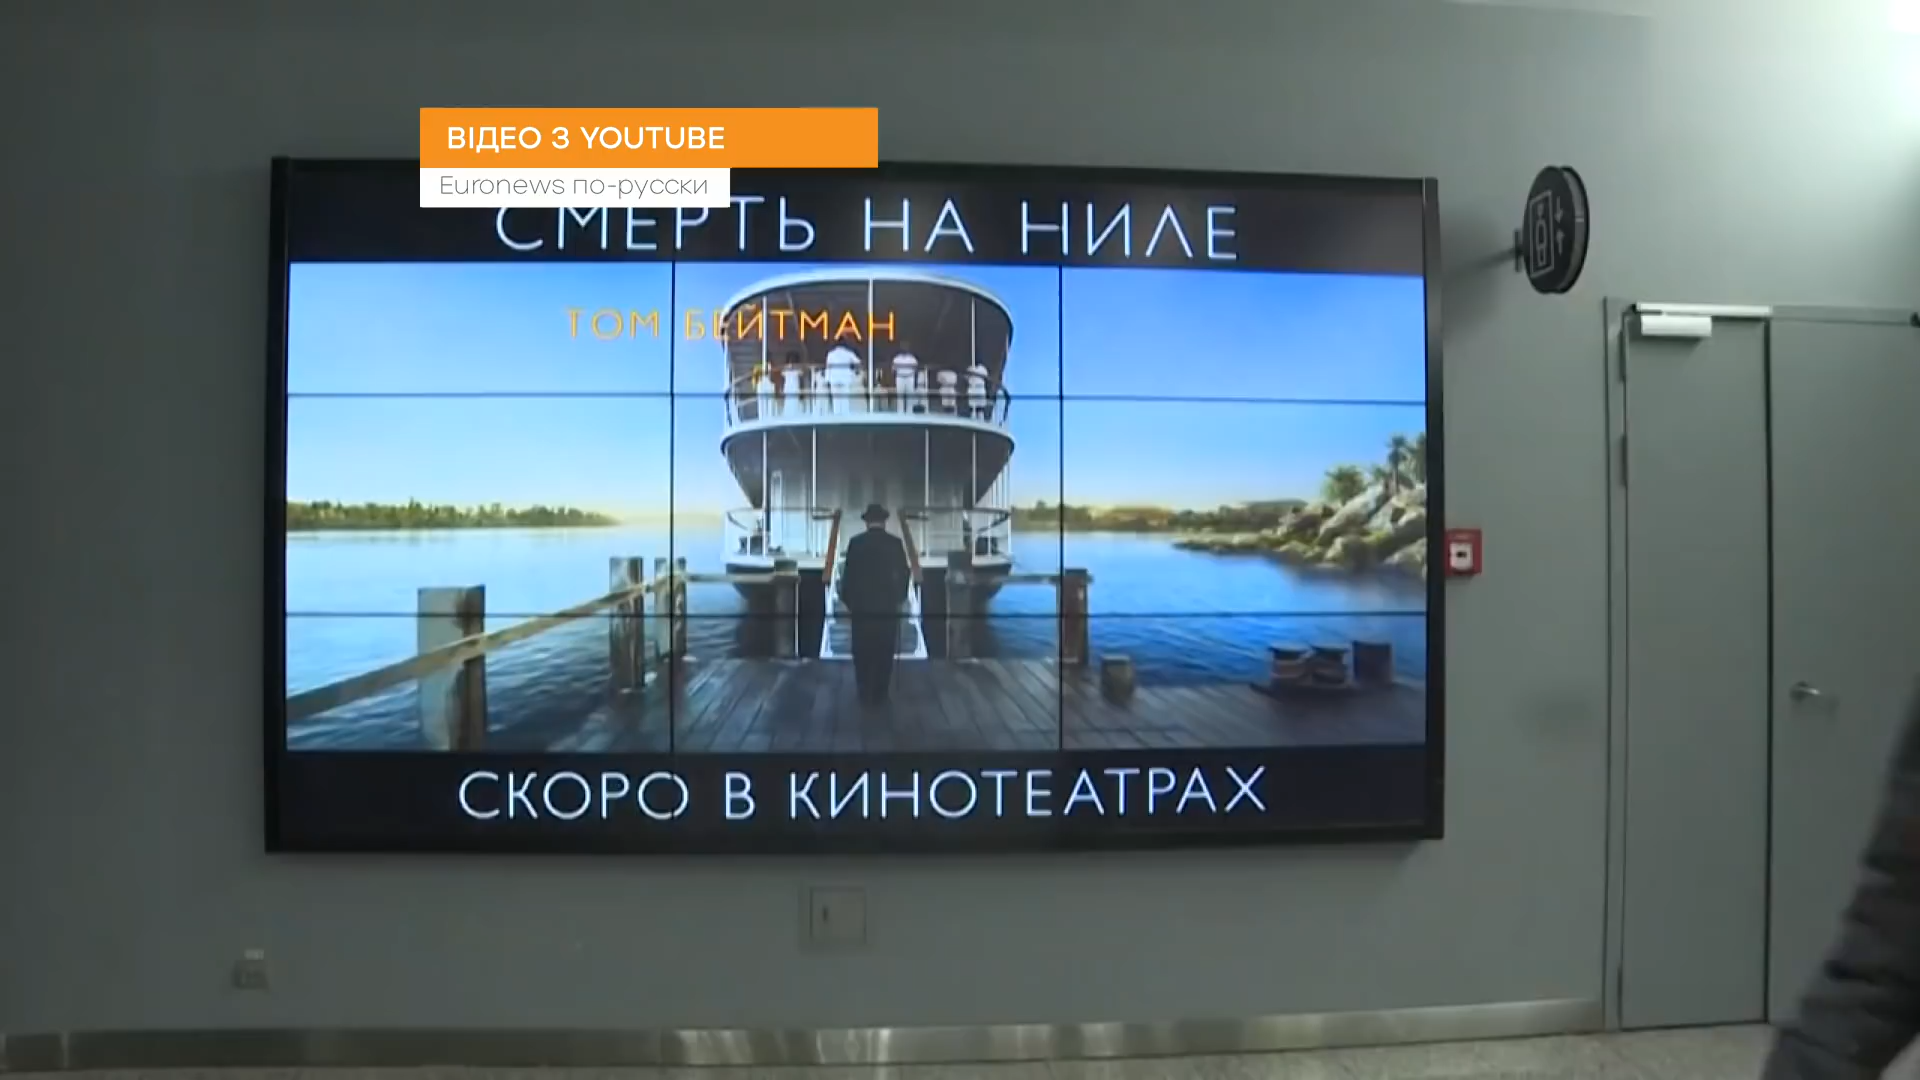 ВІДЕО З YOUTUBE
Euronews по-русски
СМЕРТЬ НА НИЛЕ
ТОМ БЕЙТМАН
СКОРО В КИНОТЕАТРАХ